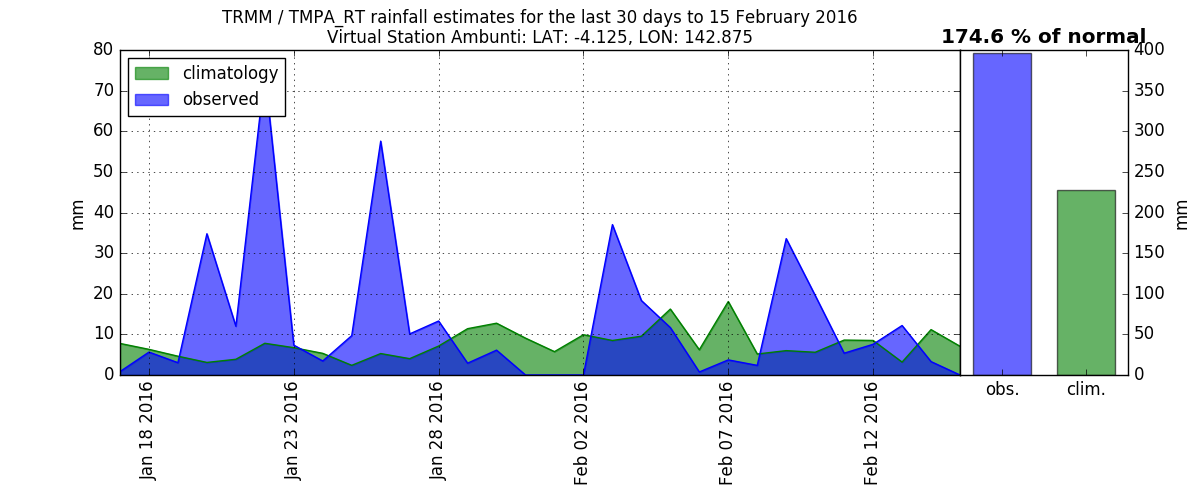 TRMM / TMPA_RT rainfall estimates for the last 30 days to 15 February 2016
Virtual Station Ambunti: LAT: -4.125, LON: 142.875
174.6 % of normal
climatology
observed
mm
80
70
60
50
40
30
20
10
0
Jan 18 2016
Jan 23 2016
Jan 28 2016
Feb 02 2016
Feb 07 2016
Feb 12 2016
obs.
clim.
400
350
300
250
200
150
100
50
0
mm